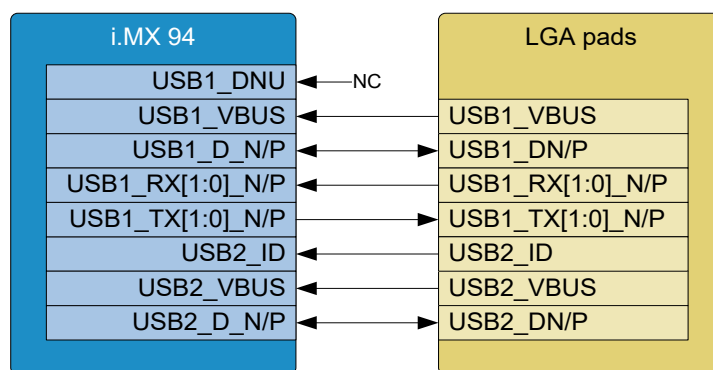 i.MX 94
LGA pads
USB1_DNU
NC
USB1_VBUS
USB1_VBUS
USB1_D_N/P
USB1_DN/P
USB1_RX[1:0]_N/P
USB1_RX[1:0]_N/P
USB1_TX[1:0]_N/P
USB1_TX[1:0]_N/P
USB2_ID
USB2_ID
USB2_VBUS
USB2_VBUS
USB2_D_N/P
USB2_DN/P